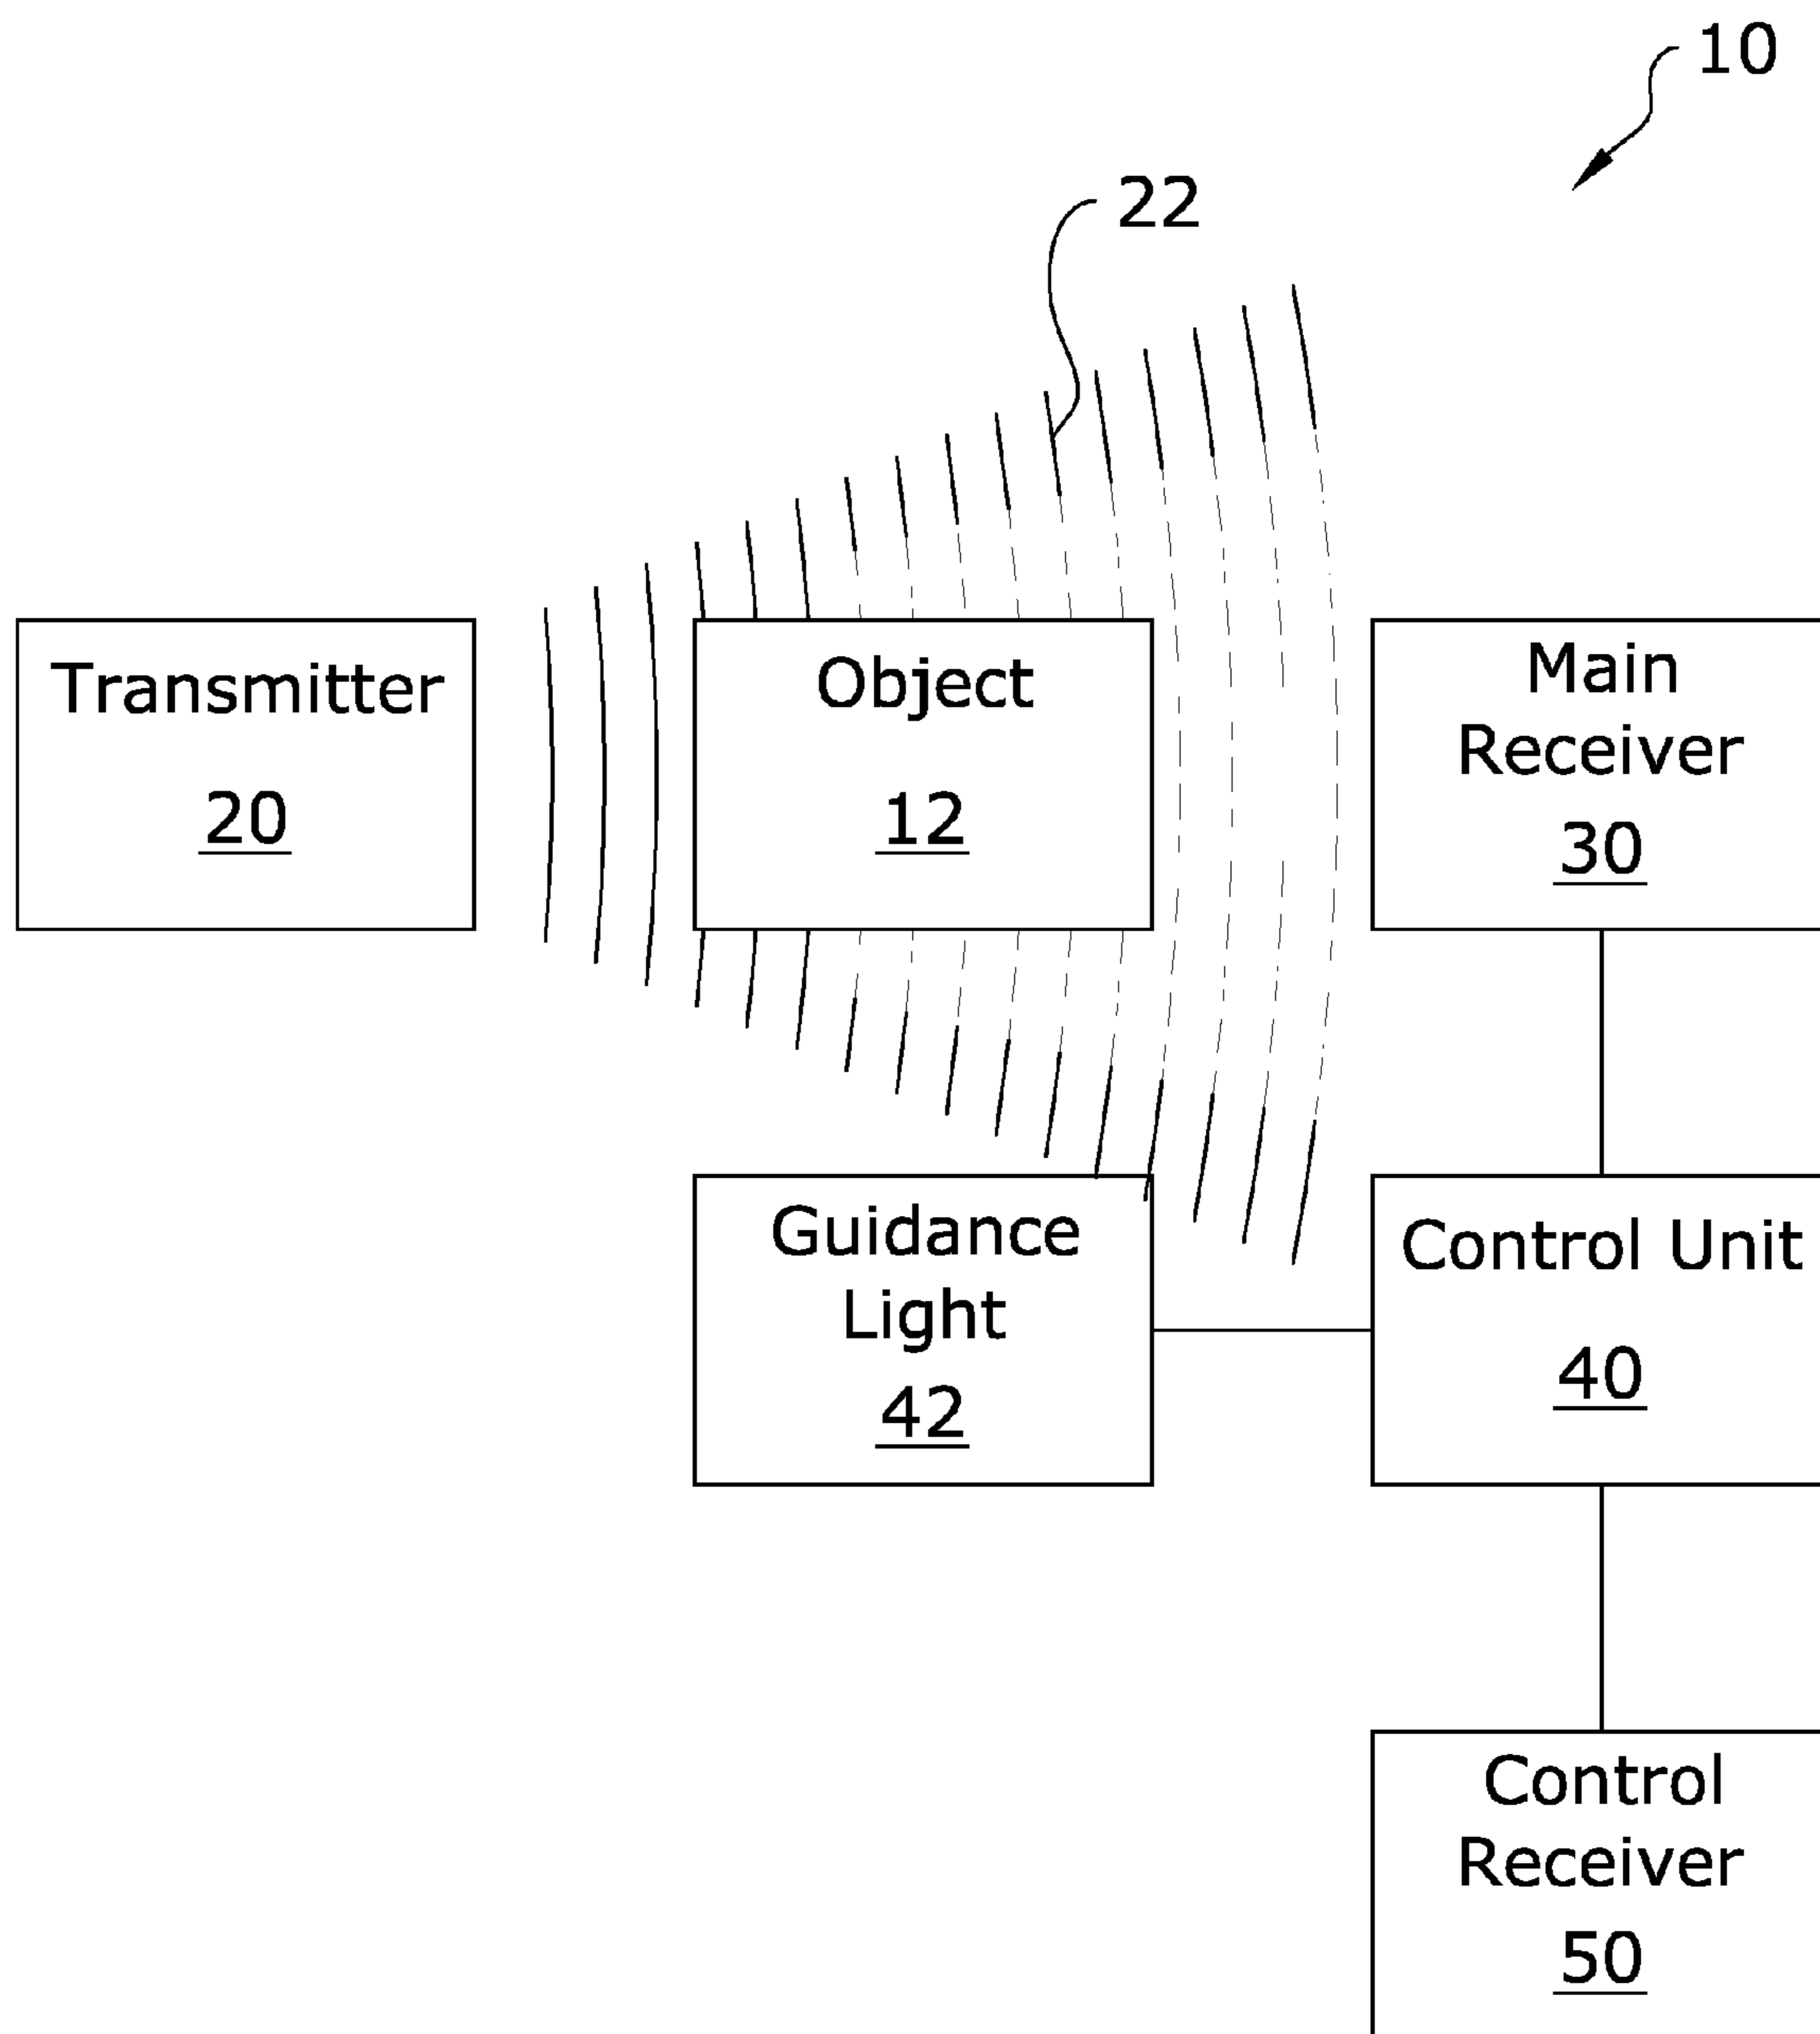 10
22
Transmitter
20
Object
12
Main
Receiver
30
Guidance
Light
42
Control Unit
40
Control
Receiver
50